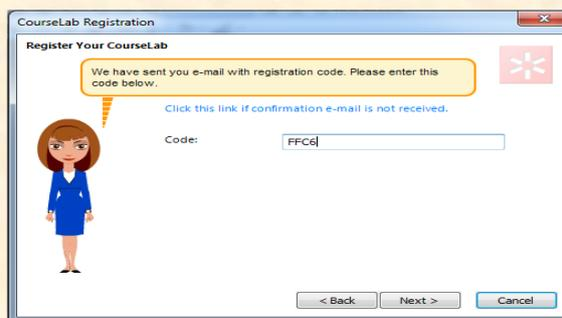 CourseLab Registration
Register Your CourseLab
We have sent you e-mail with registration code. Please enter this
code below.
Click this link if confirmation e-mail is not received.
Code:
FFC6
< Back
Next >
Cancel